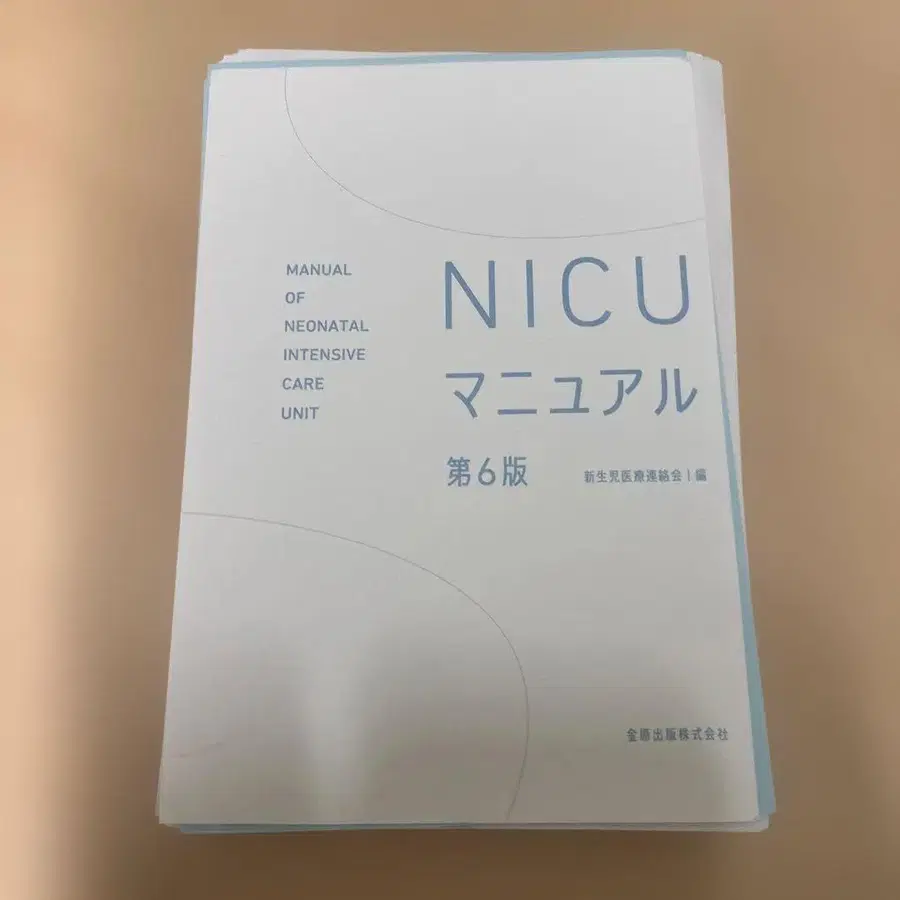 MANUAL
OF
NEONATAL
INTENSIVE
CARE
UNIT
NICU
マニュアル
第6版
新生児医療連絡会|編
金原出版株式会社